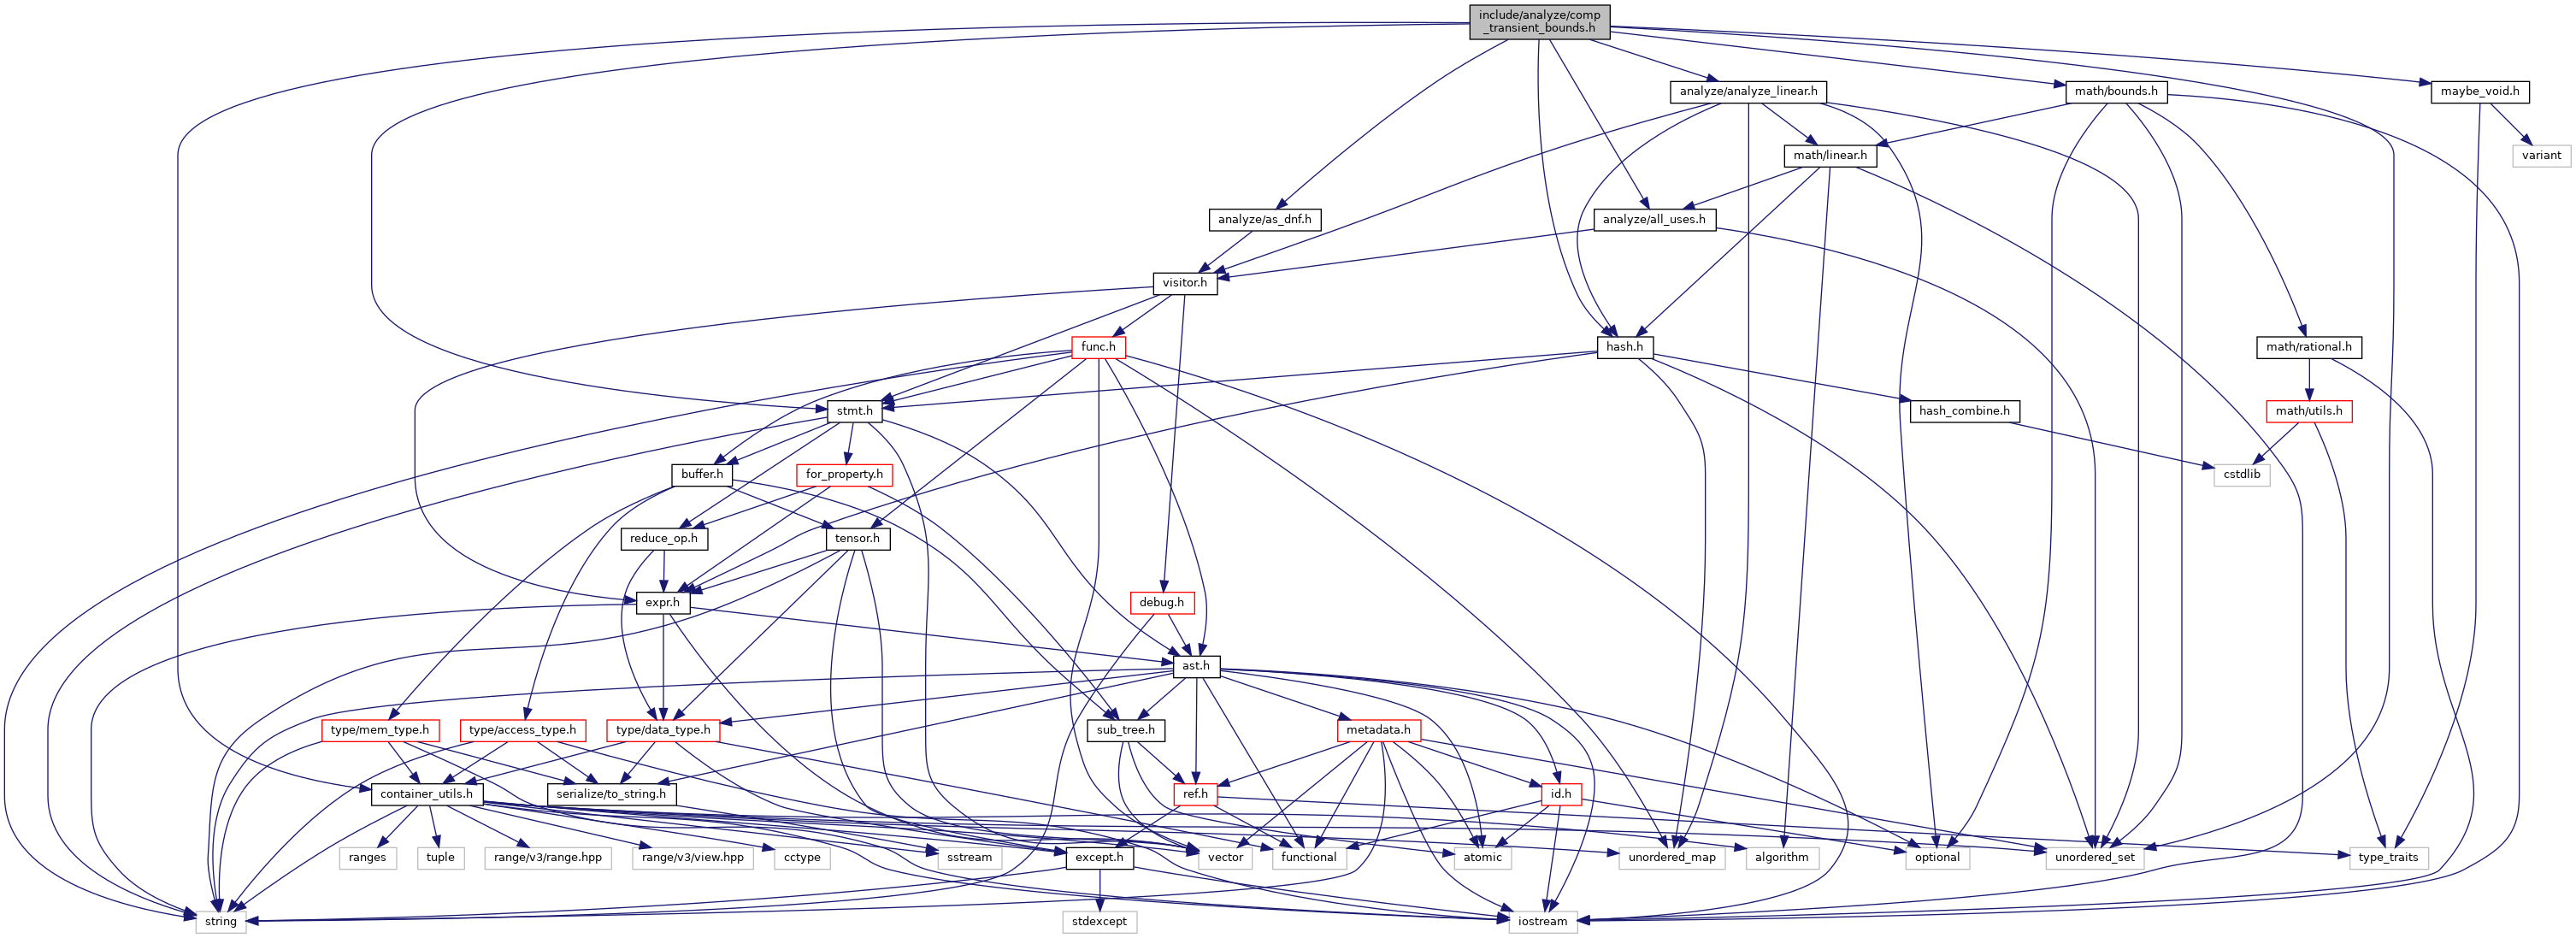 include/analyze/comp
_transient_bounds.h
analyze/analyze_linear.h
math/bounds.h
maybe_void.h
math/linear.h
variant
analyze/as_dnf.h
analyze/all_uses.h
visitor.h
func.h
hash.h
math/rational.h
stmt.h
hash_combine.h
math/utils.h
buffer.h
for_property.h
cstdlib
reduce_op.h
tensor.h
expr.h
debug.h
ast.h
type/mem_type.h
type/access_type.h
type/data_type.h
sub_tree.h
metadata.h
container_utils.h
serialize/to_string.h
ref.h
id.h
ranges
tuple
range/v3/range.hpp
range/v3/view.hpp
cctype
sstream
except.h
vector
functional
atomic
unordered_map
algorithm
optional
unordered_set
type_traits
string
stdexcept
iostream